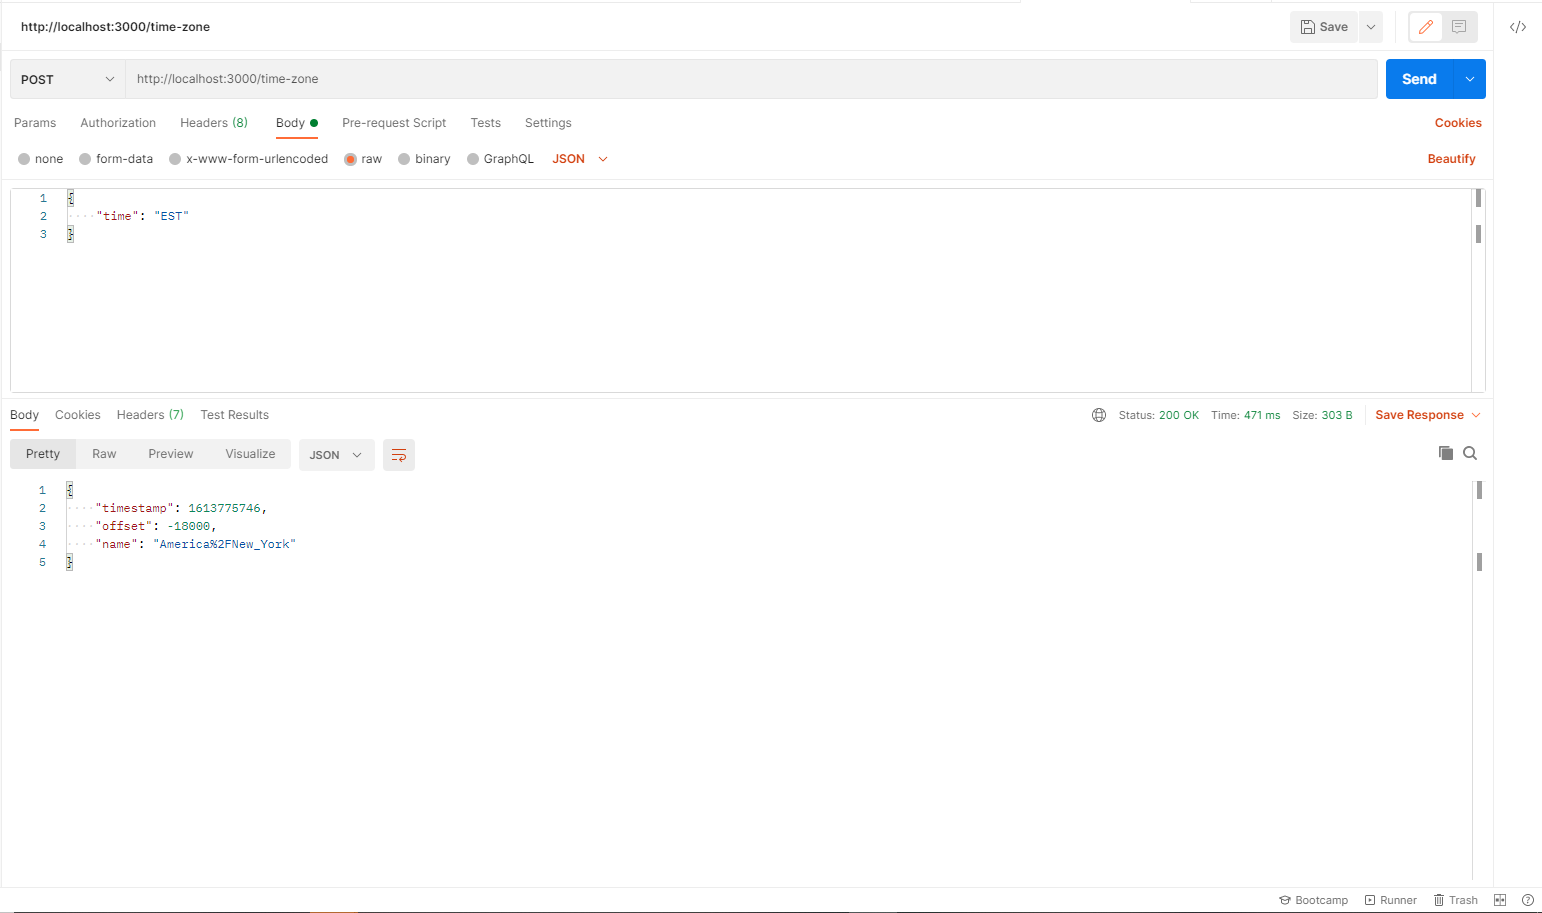 http://localhost:3000/time-zone
Save
POST http://localhost:3000/time-zone Send
Params Authorization Headers (8) Body Pre-request Script Tests Settings Cookies
none form-data x-www-form-urlencoded raw binary GraphQL JSON Beautify
1 {
2 "time": "EST"
3 }
Body Cookies Headers (7) Test Results Status: 200 OK Time: 471 ms Size: 303 B Save Response
Pretty Raw Preview Visualize JSON
1 {
2 "timestamp": 1613775746,
3 "offset": -18000,
4 "name": "America%2FNew_York"
5 }
Bootcamp Runner Trash